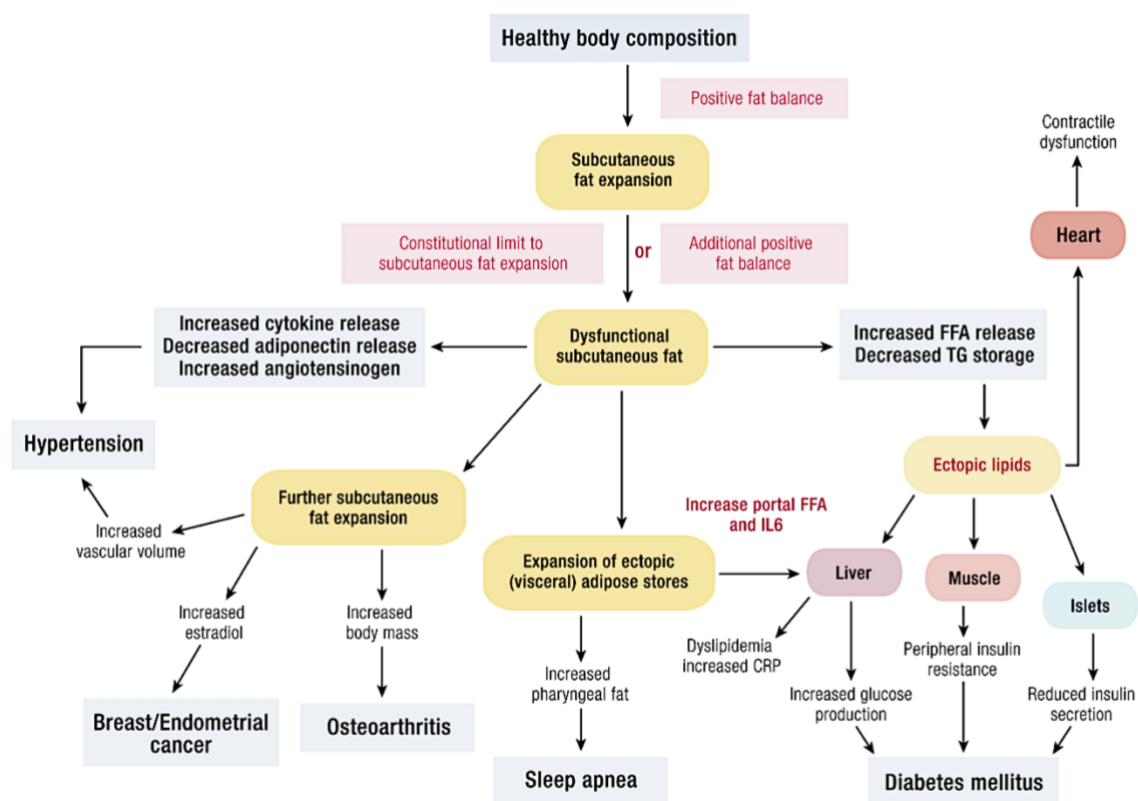 Healthy body composition
Positive fat balance
Contractile
dysfunction
Subcutaneous
fat expansion
Heart
Constitutional limit to
subcutaneous fat expansion
or
Additional positive
fat balance
Increased cytokine release
Decreased adiponectin release
Increased angiotensinogen
Dysfunctional
subcutaneous fat
Increased FFA release
Decreased TG storage
Hypertension
Ectopic lipids
Further subcutaneous
fat expansion
Increase portal FFA
and IL6
Increased
vascular volume
Expansion of ectopic
(visceral) adipose stores
Liver
Muscle
Islets
Increased
estradiol
Increased
body mass
Dyslipidemia
increased CRP
Peripheral insulin
resistance
Increased
pharyngeal fat
Increased glucose
production
Reduced insulin
secretion
Breast/Endometrial
cancer
Osteoarthritis
Sleep apnea
Diabetes mellitus